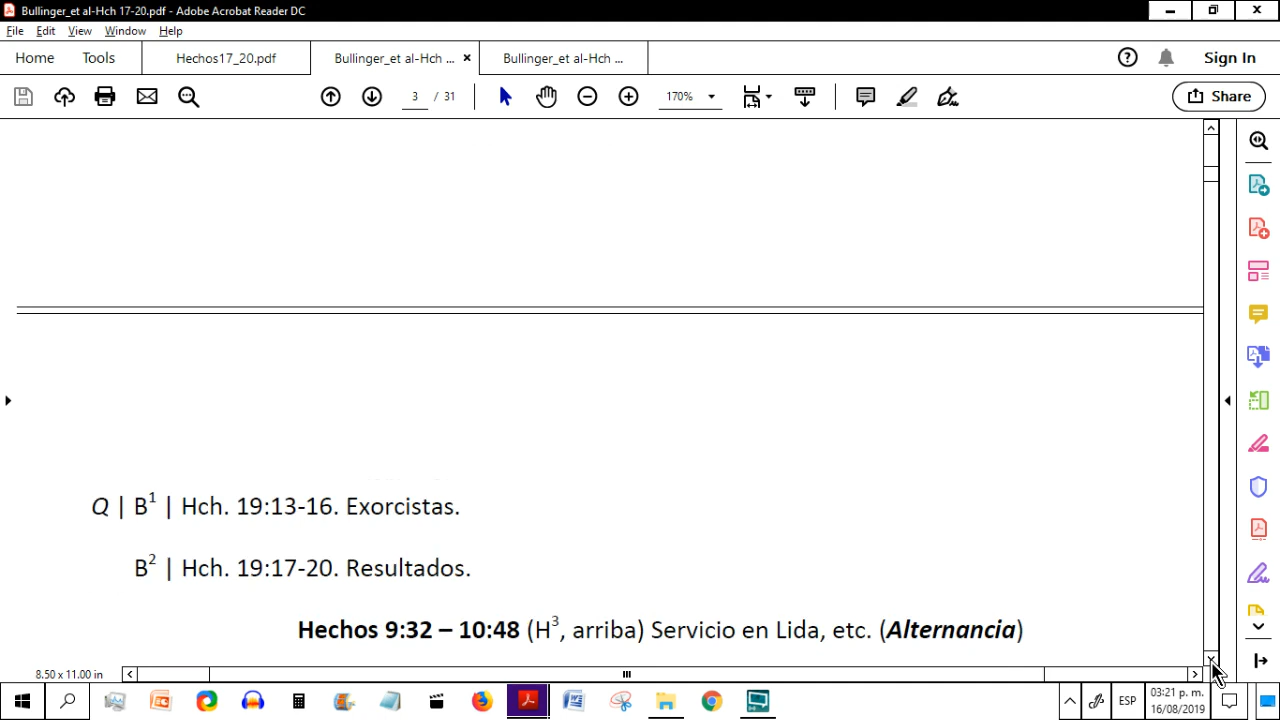 Bullinger_et al-Hch 17-20.pdf - Adobe Acrobat Reader DC
File Edit View Window Help
Home Tools Hechos17_20.pdf Bullinger_et al-Hch ... × Bullinger_et al-Hch ... Sign In
3 / 31 170% Share
Q | B¹ | Hch. 19:13-16. Exorcistas.
B² | Hch. 19:17-20. Resultados.
Hechos 9:32 – 10:48 (H³, arriba) Servicio en Lida, etc. (Alternancia)
8.50 x 11.00 in
ESP 03:21 p. m.
16/08/2019